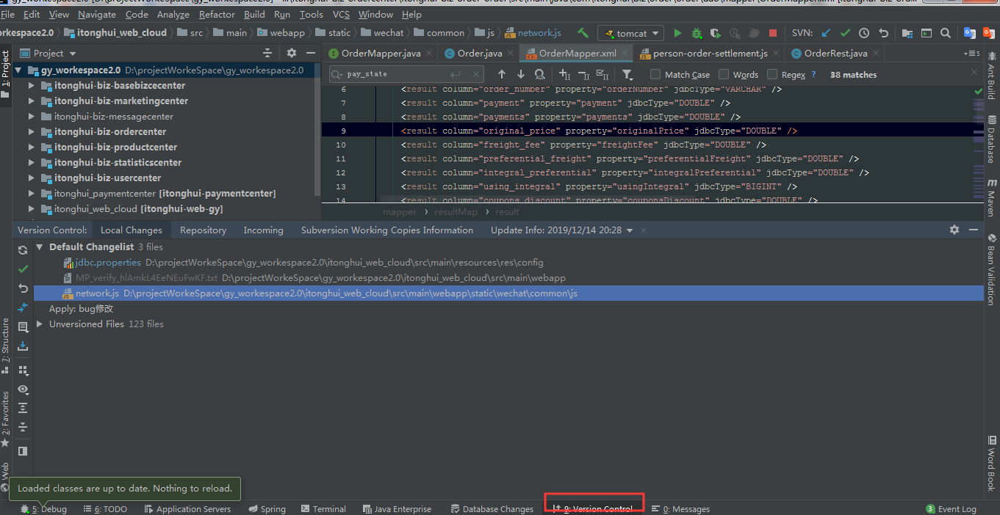 gy_workespace2.0 [D:\projectWorkeSpace\gy_workespace2.0]
File Edit View Navigate Code Analyze Refactor Build Run Tools VCS Window Help
orkespace2.0 itonghui_web_cloud src main webapp static wechat common js network.js tomcat SVN:
1: Project
Project
OrderMapper.java Order.java OrderMapper.xml person-order-settlement.js OrderRest.java 5
gy_workespace2.0 D:\projectWorkeSpace\gy_workespace2.0
itonghui-biz-basebizcecenter
itonghui-biz-marketingcenter
itonghui-biz-messagecenter
itonghui-biz-ordercenter
itonghui-biz-productcenter
itonghui-biz-statisticscenter
itonghui-biz-usercenter
itonghui_paymentcenter [itonghui-paymentcenter]
itonghui_web_cloud [itonghui-web-gy]
pay_state Match Case Words Regex ? 38 matches
6 <result column="order_number" property="orderNumber" jdbcType="VARCHAR" />
7 <result column="payment" property="payment" jdbcType="DOUBLE" />
8 <result column="payments" property="payments" jdbcType="DOUBLE" />
9 <result column="original_price" property="originalPrice" jdbcType="DOUBLE" />
10 <result column="freight_fee" property="freightFee" jdbcType="DOUBLE" />
11 <result column="preferential_freight" property="preferentialFreight" jdbcType="DOUBLE" />
12 <result column="integral_preferential" property="integralPreferential" jdbcType="DOUBLE" />
13 <result column="using_integral" property="usingIntegral" jdbcType="BIGINT" />
14 <result column="coupons_discount" property="couponsDiscount" jdbcType="DOUBLE" />
mapper › resultMap › result
Ant Build
Database
m Maven
Bean Validation
Word Book
Version Control: Local Changes Repository Incoming Subversion Working Copies Information Update Info: 2019/12/14 20:28
Default Changelist 3 files
jdbc.properties D:\projectWorkeSpace\gy_workespace2.0\itonghui_web_cloud\src\main\resources\res\config
MP_verify_hlAmkL4EeNEuFwKF.txt D:\projectWorkeSpace\gy_workespace2.0\itonghui_web_cloud\src\main\webapp
network.js D:\projectWorkeSpace\gy_workespace2.0\itonghui_web_cloud\src\main\webapp\static\wechat\common\js
Apply: bug修改
Unversioned Files 123 files
7: Structure
2: Favorites
Web
Loaded classes are up to date. Nothing to reload.
5: Debug 6: TODO Application Servers Spring Terminal Java Enterprise Database Changes 9: Version Control 0: Messages 3 Event Log